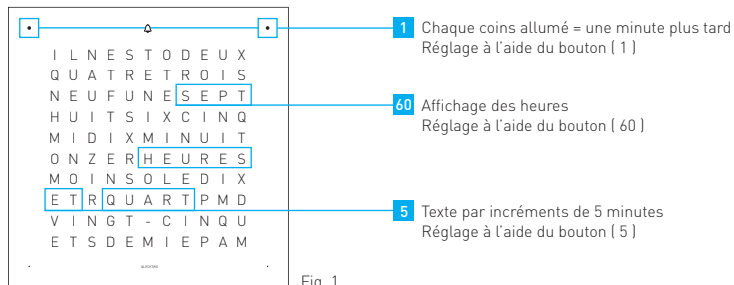 1 Chaque coins allumé = une minute plus tard
Réglage à l'aide du bouton ( 1 )
I L N E S T O D E U X
Q U A T R E T R O I S
N E U F U N E S E P T
H U I T S I X C I N Q
M I D I X M I N U I T
O N Z E R H E U R E S
M O I N S O L E D I X
E T R Q U A R T P M D
V I N G T - C I N Q U
E T S D E M I E P A M
60 Affichage des heures
Réglage à l'aide du bouton ( 60 )
5 Texte par incréments de 5 minutes
Réglage à l'aide du bouton ( 5 )
Fig. 1